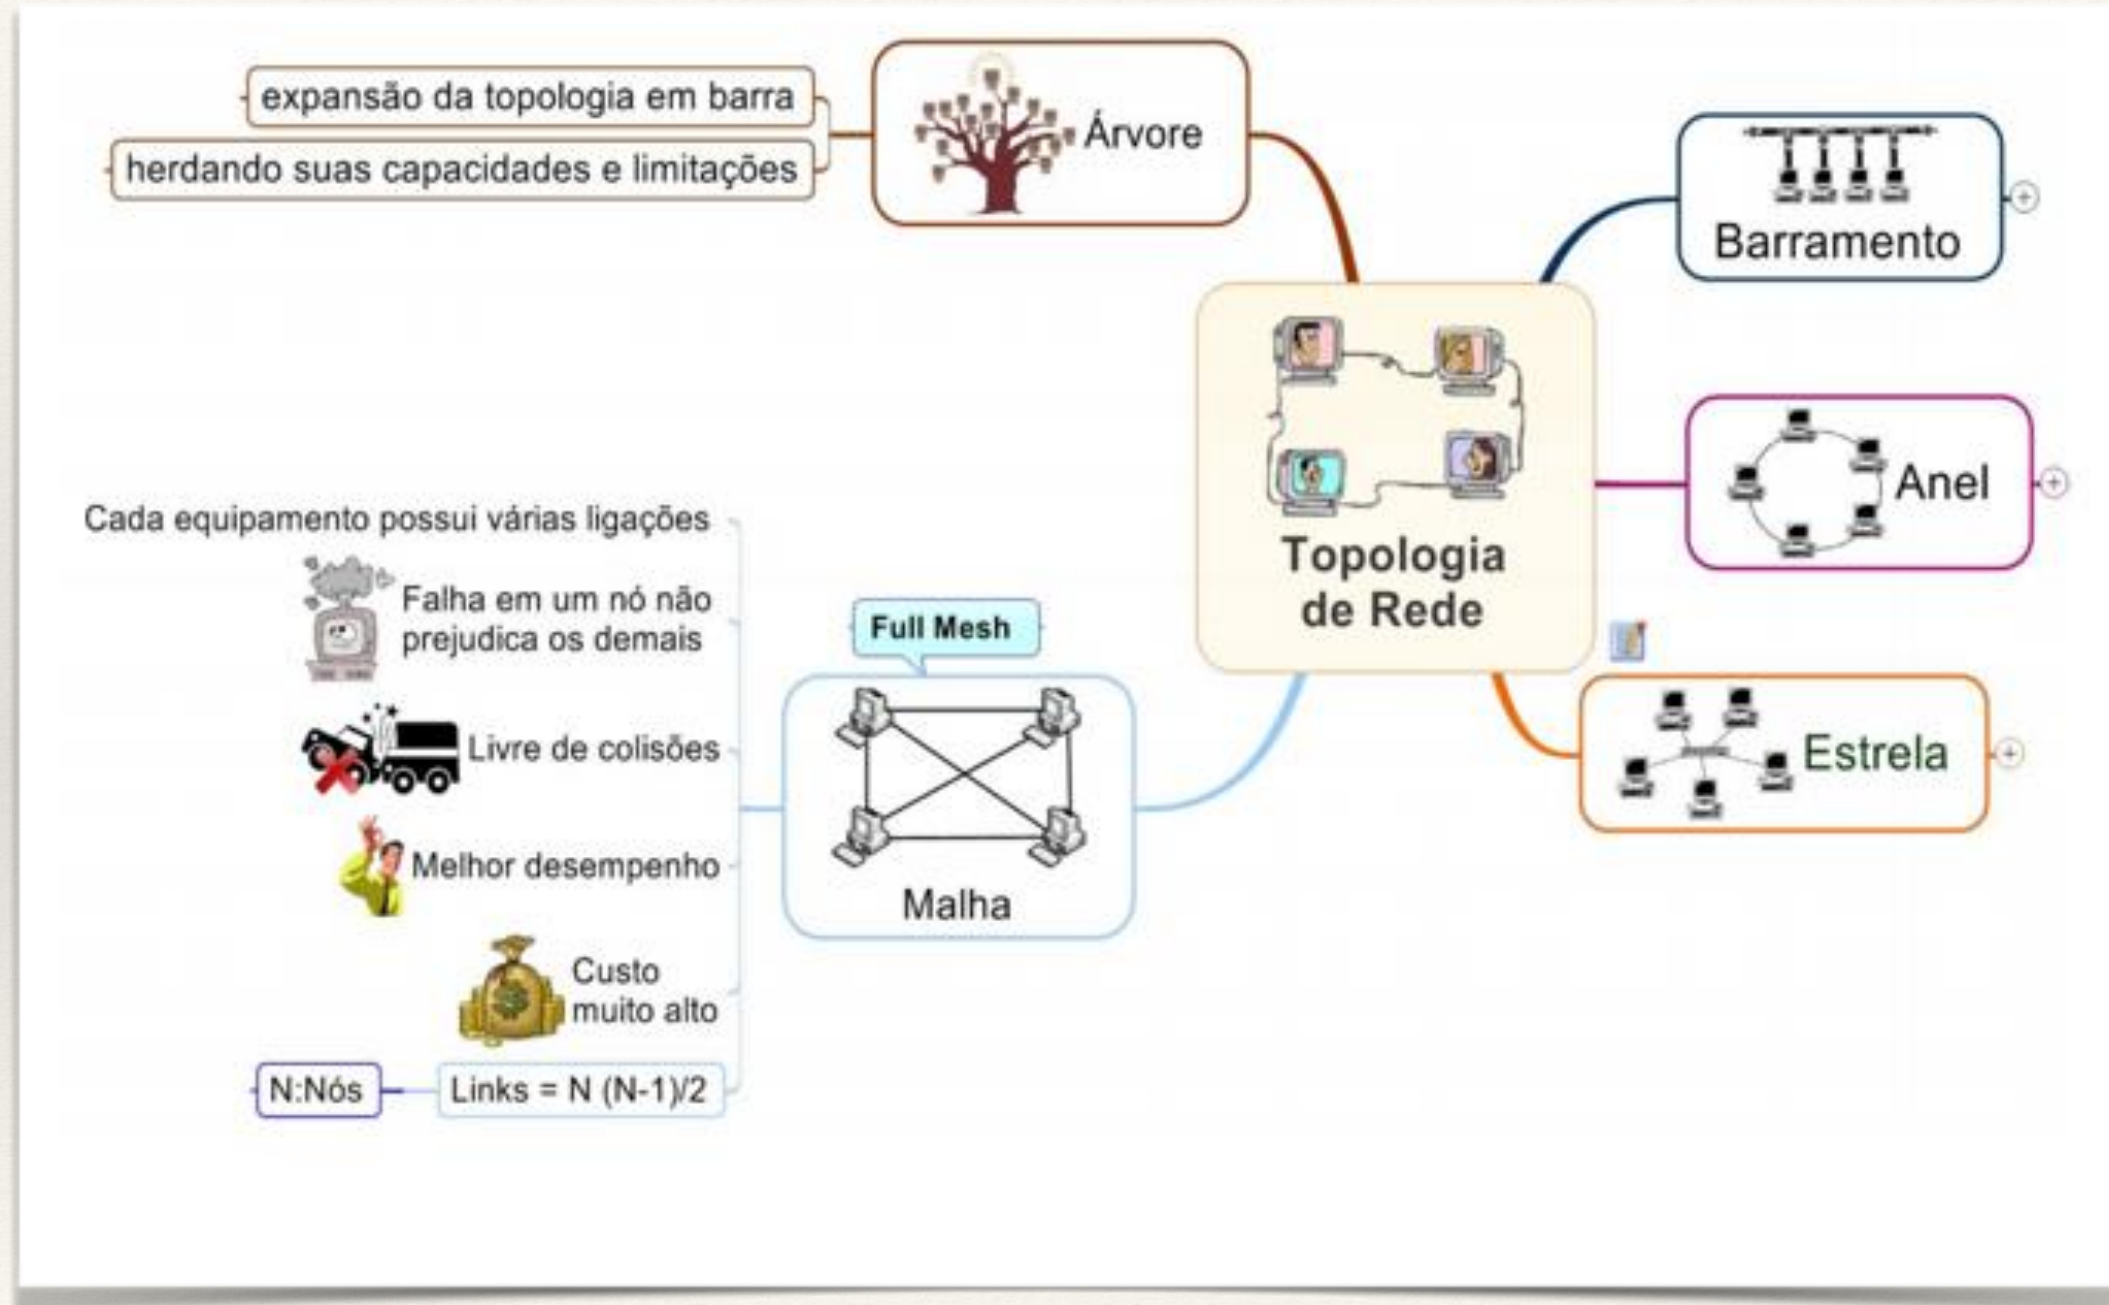 expansão da topologia em barra
herdando suas capacidades e limitações
Árvore
Barramento
Topologia
de Rede
Anel
Estrela
Full Mesh
Malha
Cada equipamento possui várias ligações
Falha em um nó não
prejudica os demais
Livre de colisões
Melhor desempenho
Custo
muito alto
Links = N (N-1)/2
N:Nós